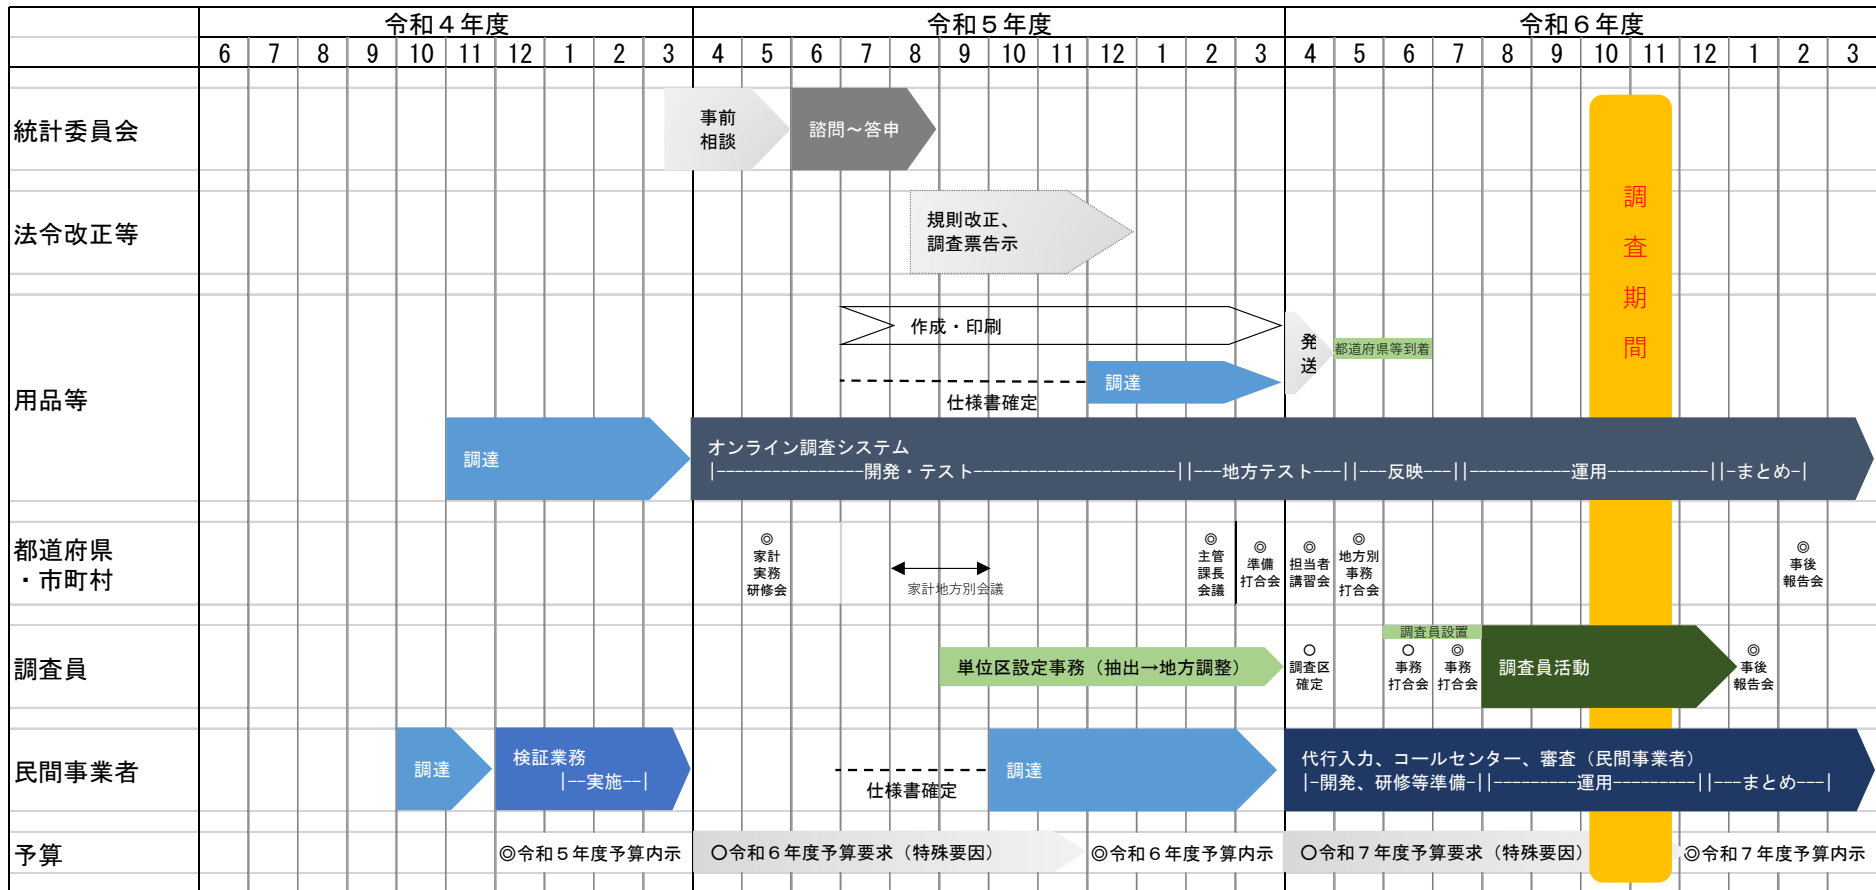 令和４年度
令和５年度
令和６年度
6 7 8 9 10 11 12 1 2 3 4 5 6 7 8 9 10 11 12 1 2 3 4 5 6 7 8 9 10 11 12 1 2 3
統計委員会
事前
相談
諮問～答申
調
査
期
間
法令改正等
規則改正、
調査票告示
用品等
作成・印刷
発
送
都道府県等到着
調達
仕様書確定
調達
オンライン調査システム
|----------------開発・テスト----------------------||---地方テスト---||---反映---||-----------運用-----------||-まとめ-|
都道府県
・市町村
◎
家計
実務
研修会
家計地方別会議
◎
主管
課長
会議
◎
準備
打合会
◎
担当者
講習会
◎
地方別
事務
打合会
◎
事後
報告会
調査員
単位区設定事務（抽出→地方調整）
○
調査区
確定
調査員設置
○
事務
打合会
◎
事務
打合会
調査員活動
◎
事後
報告会
民間事業者
調達
検証業務
|--実施--|
仕様書確定
調達
代行入力、コールセンター、審査（民間事業者）
|-開発、研修等準備-||---------運用---------||---まとめ---|
予算
◎令和５年度予算内示
○令和６年度予算要求（特殊要因）
◎令和６年度予算内示
○令和７年度予算要求（特殊要因）
◎令和７年度予算内示